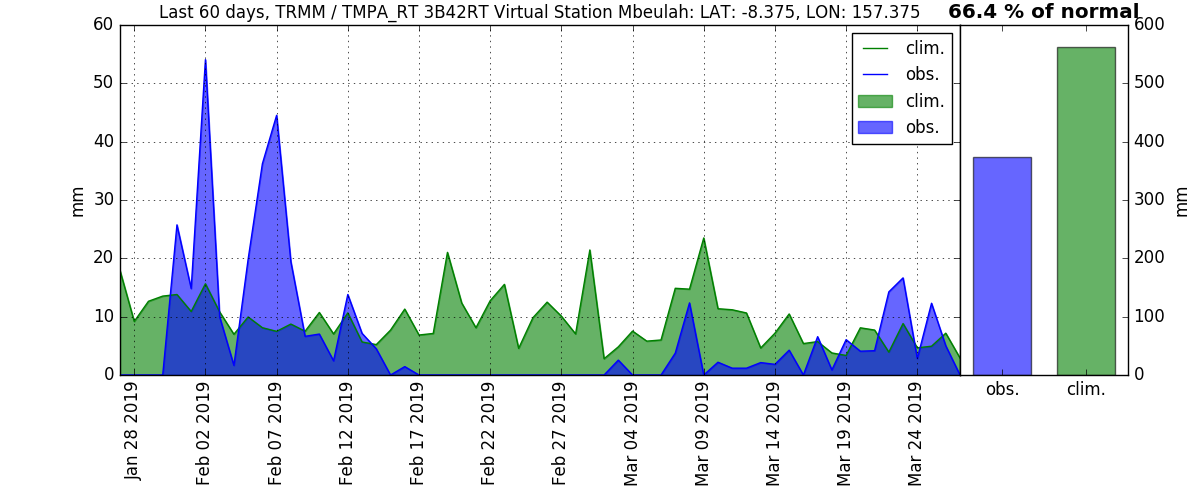 Last 60 days, TRMM / TMPA_RT 3B42RT Virtual Station Mbeulah: LAT: -8.375, LON: 157.375
66.4 % of normal
60
50
40
30
20
10
0
mm
clim.
obs.
clim.
obs.
Jan 28 2019
Feb 02 2019
Feb 07 2019
Feb 12 2019
Feb 17 2019
Feb 22 2019
Feb 27 2019
Mar 04 2019
Mar 09 2019
Mar 14 2019
Mar 19 2019
Mar 24 2019
600
500
400
300
200
100
0
mm
obs.
clim.